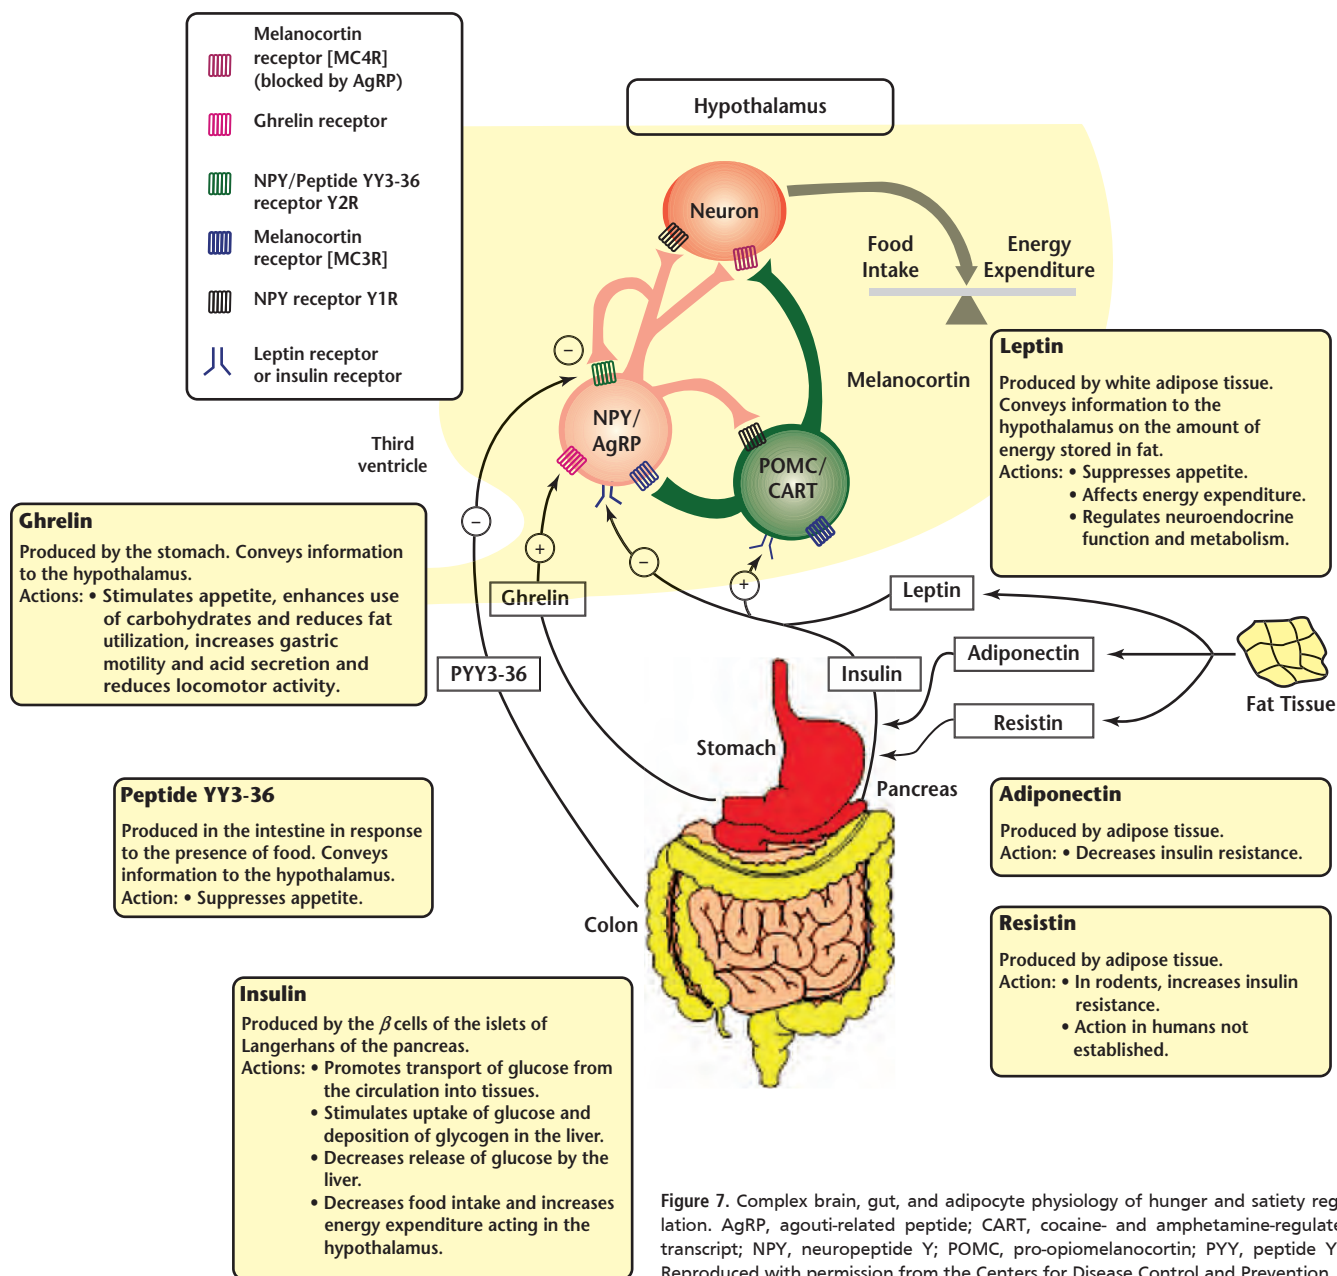 Melanocortin
receptor [MC4R]
(blocked by AgRP)
Ghrelin receptor
NPY/Peptide YY3-36
receptor Y2R
Melanocortin
receptor [MC3R]
NPY receptor Y1R
Leptin receptor
or insulin receptor
Hypothalamus
Neuron
Food
Intake
Energy
Expenditure
–
NPY/
AgRP
Melanocortin
POMC/
CART
Third
ventricle
–
+
–
+
Ghrelin
Leptin
PYY3-36
Insulin
Adiponectin
Resistin
Fat Tissue
Stomach
Pancreas
Colon
Leptin
Produced by white adipose tissue.
Conveys information to the
hypothalamus on the amount of
energy stored in fat.
Actions: • Suppresses appetite.
• Affects energy expenditure.
• Regulates neuroendocrine
function and metabolism.
Ghrelin
Produced by the stomach. Conveys information
to the hypothalamus.
Actions: • Stimulates appetite, enhances use
of carbohydrates and reduces fat
utilization, increases gastric
motility and acid secretion and
reduces locomotor activity.
Peptide YY3-36
Produced in the intestine in response
to the presence of food. Conveys
information to the hypothalamus.
Action: • Suppresses appetite.
Adiponectin
Produced by adipose tissue.
Action: • Decreases insulin resistance.
Resistin
Produced by adipose tissue.
Action: • In rodents, increases insulin
resistance.
• Action in humans not
established.
Insulin
Produced by the β cells of the islets of
Langerhans of the pancreas.
Actions: • Promotes transport of glucose from
the circulation into tissues.
• Stimulates uptake of glucose and
deposition of glycogen in the liver.
• Decreases release of glucose by the
liver.
• Decreases food intake and increases
energy expenditure acting in the
hypothalamus.
Figure 7. Complex brain, gut, and adipocyte physiology of hunger and satiety reg
lation. AgRP, agouti-related peptide; CART, cocaine- and amphetamine-regulate
transcript; NPY, neuropeptide Y; POMC, pro-opiomelanocortin; PYY, peptide Y
Reproduced with permission from the Centers for Disease Control and Prevention